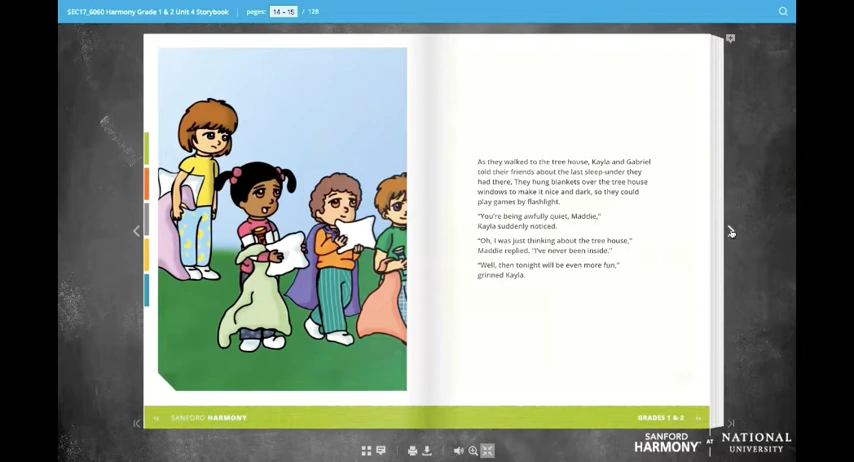 SEC17_6060 Harmony Grade 1 & 2 Unit 4 Storybook
pages: 14 - 15 / 128
As they walked to the tree house, Kayla and Gabriel
told their friends about the last sleep-under they
had there. They hung blankets over the tree house
windows to make it nice and dark, so they could
play games by flashlight.
"You're being awfully quiet, Maddie,"
Kayla suddenly noticed.
"Oh, I was just thinking about the tree house,"
Maddie replied. "I've never been inside."
"Well, then tonight will be even more fun,"
grinned Kayla.
SANFORD HARMONY
GRADES 1 & 2
SANFORD
HARMONY AT NATIONAL
UNIVERSITY